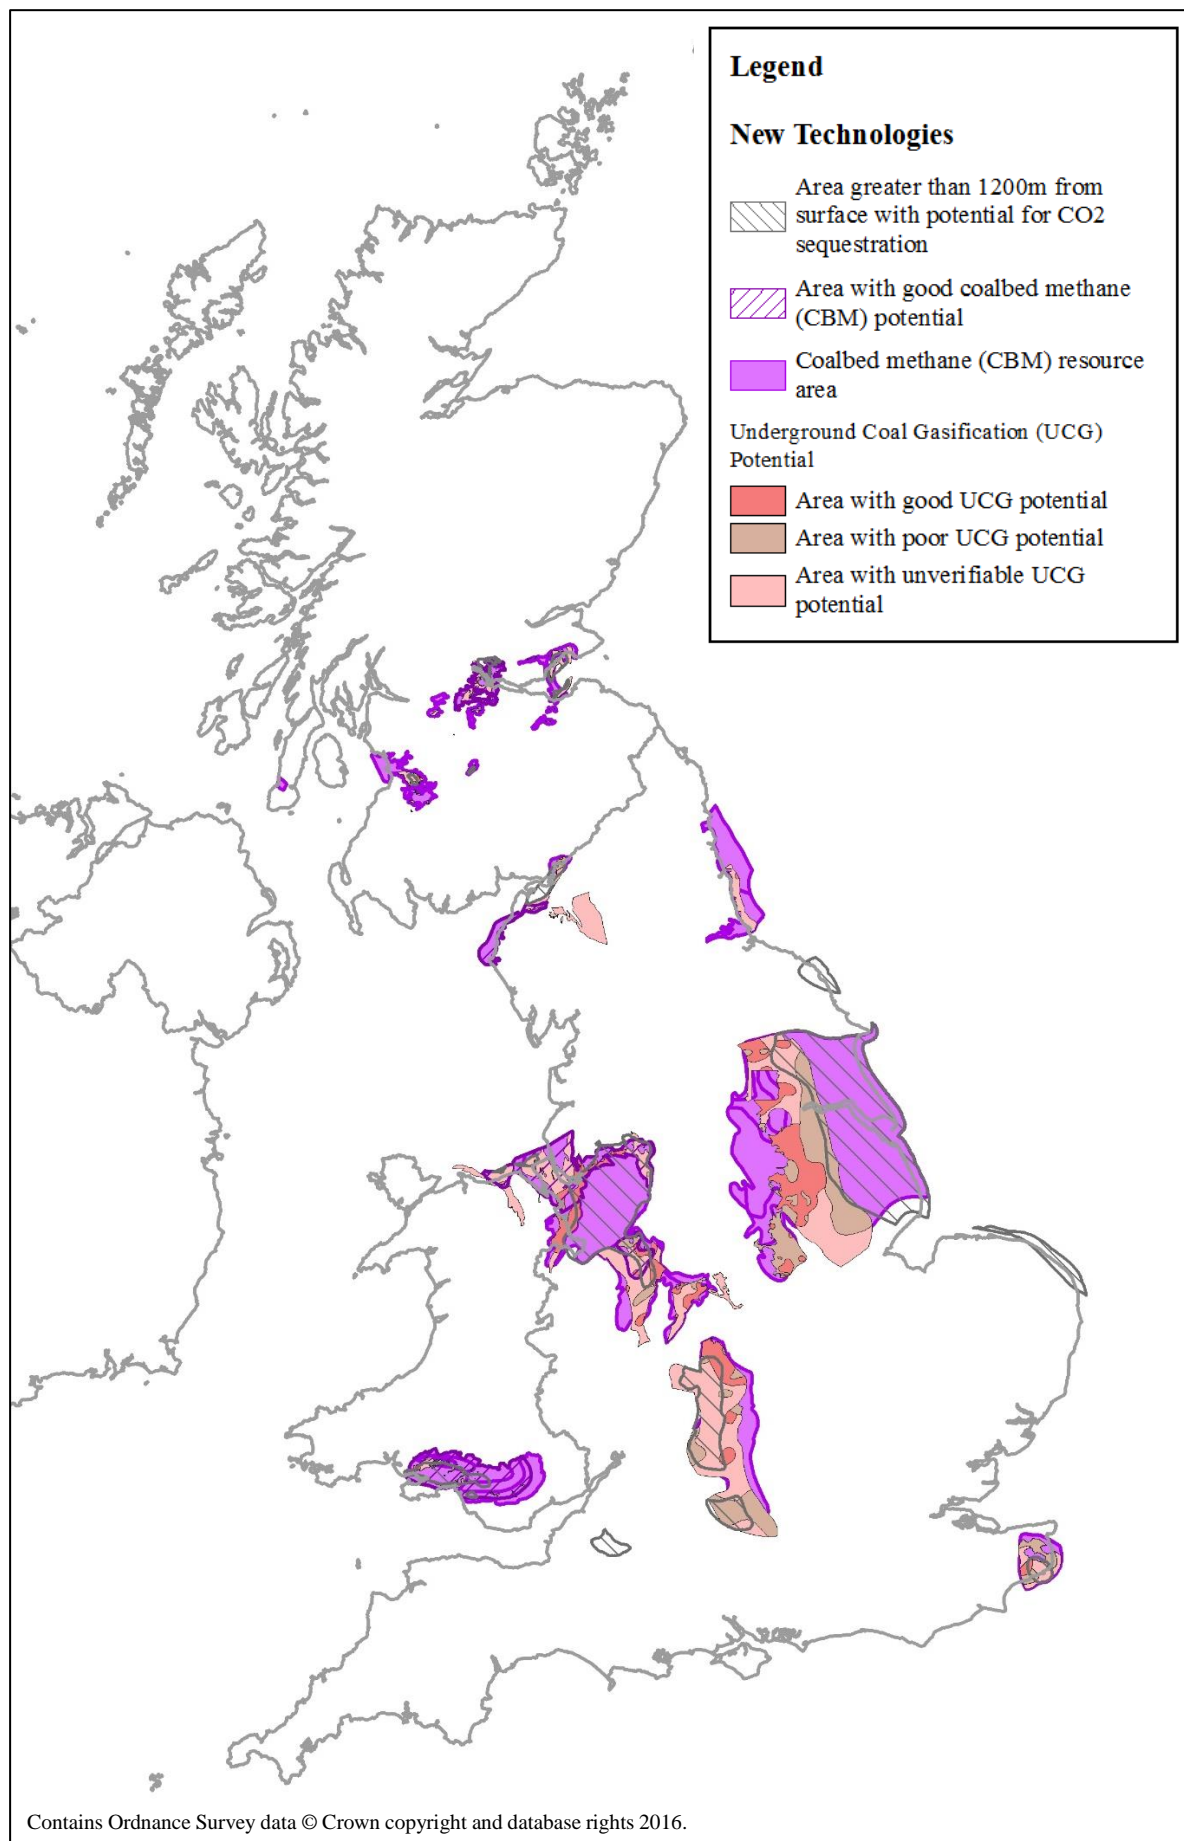 Legend
New Technologies
Area greater than 1200m from
surface with potential for CO2
sequestration
Area with good coalbed methane
(CBM) potential
Coalbed methane (CBM) resource
area
Underground Coal Gasification (UCG)
Potential
Area with good UCG potential
Area with poor UCG potential
Area with unverifiable UCG
potential
Contains Ordnance Survey data © Crown copyright and database rights 2016.